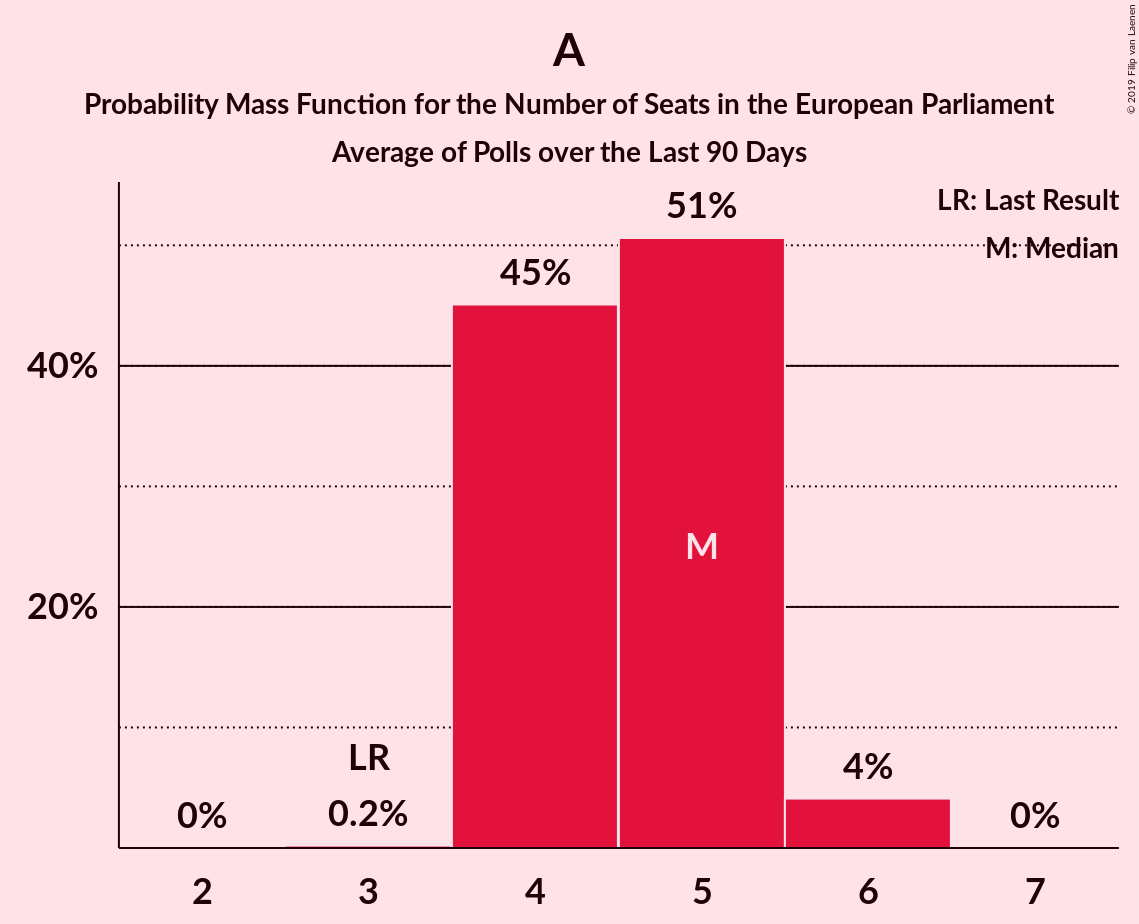 A
Probability Mass Function for the Number of Seats in the European Parliament
Average of Polls over the Last 90 Days
© 2019 Filip van Laenen
LR: Last Result
M: Median
51%
45%
40%
M
20%
LR
4%
0%
0.2%
0%
2 3 4 5 6 7